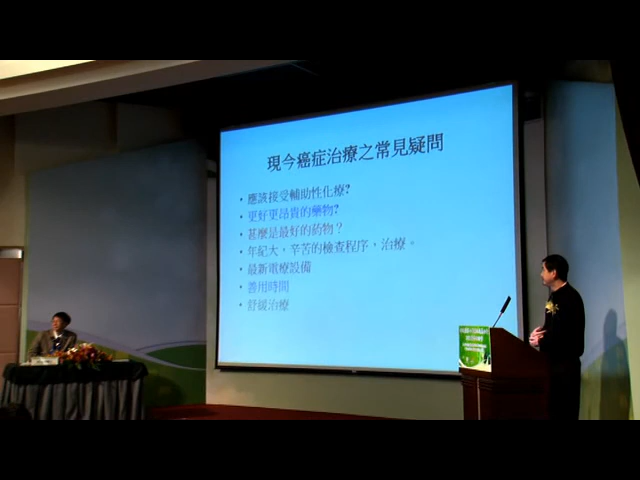 現今癌症治療之常見疑問
• 應該接受輔助性化療?
• 更好更昂貴的藥物?
• 甚麼是最好的药物？
• 年紀大，辛苦的檢查程序，治療。
• 最新電療設備
• 善用時間
• 舒緩治療